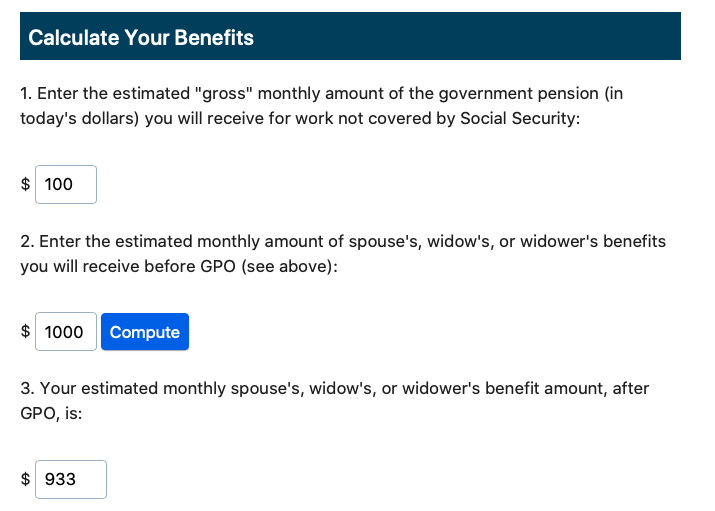 Calculate Your Benefits
1. Enter the estimated "gross" monthly amount of the government pension (in
today's dollars) you will receive for work not covered by Social Security:
$ 100
2. Enter the estimated monthly amount of spouse's, widow's, or widower's benefits
you will receive before GPO (see above):
$ 1000 Compute
3. Your estimated monthly spouse's, widow's, or widower's benefit amount, after
GPO, is:
$ 933